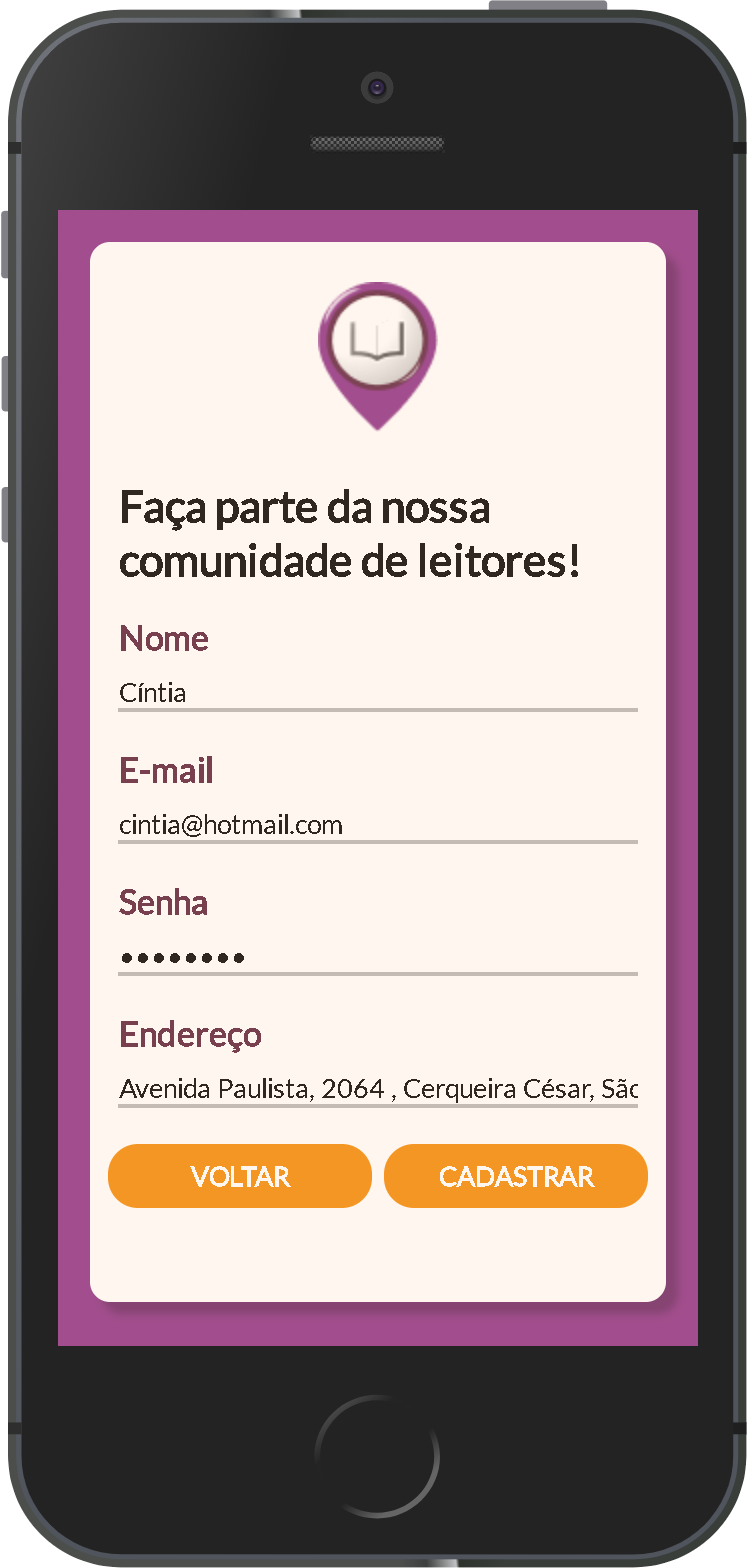 Faça parte da nossa
comunidade de leitores!
Nome
Cíntia
E-mail
cintia@hotmail.com
Senha
••••••••
Endereço
Avenida Paulista, 2064 , Cerqueira César, São
VOLTAR CADASTRAR